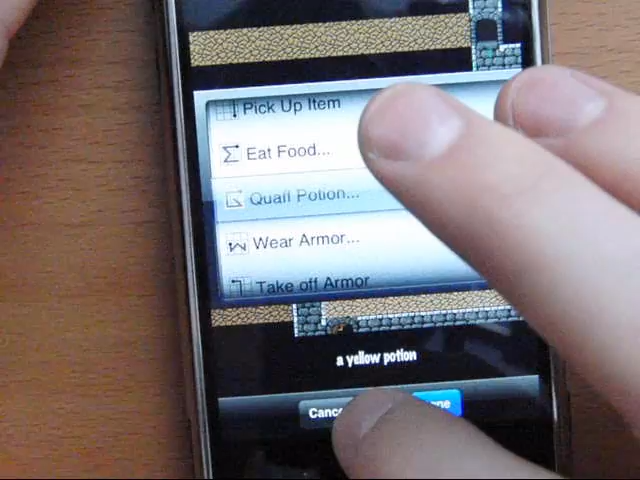 Pick Up Item
Eat Food...
Quaff Potion...
Wear Armor...
Take off Armor
a yellow potion